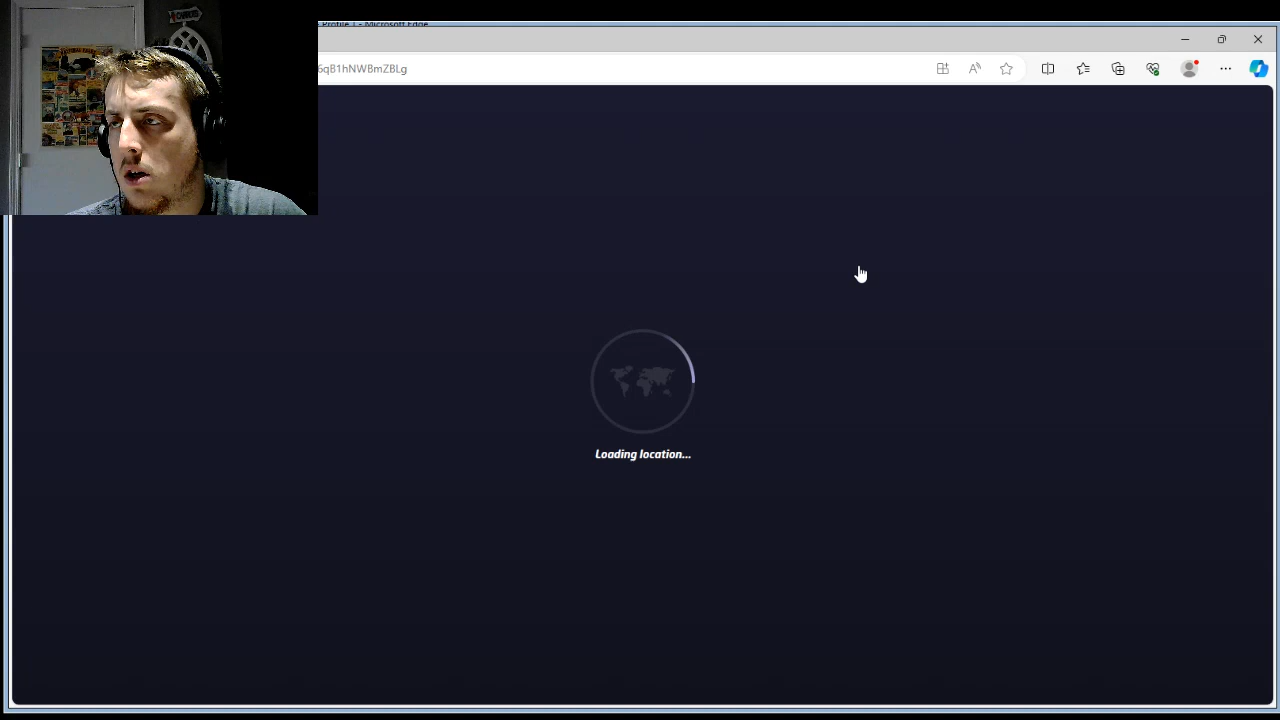 - Profile 1 - Microsoft Edge
6qB1hNWBmZBLg
Loading location...